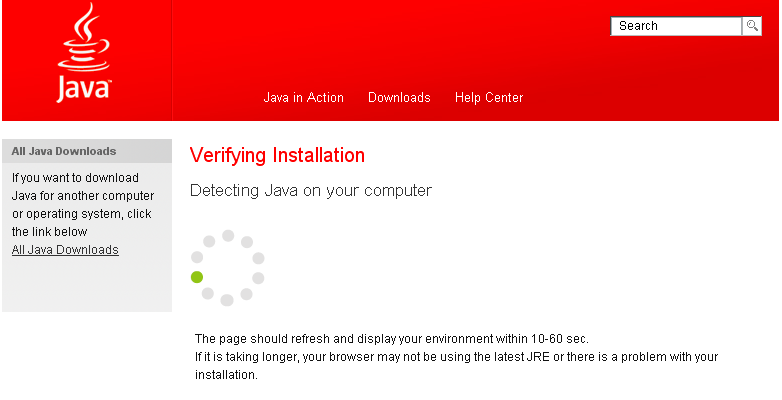 Java™
Search
Java in Action Downloads Help Center
All Java Downloads
If you want to download
Java for another computer
or operating system, click
the link below
All Java Downloads
Verifying Installation
Detecting Java on your computer
The page should refresh and display your environment within 10-60 sec.
If it is taking longer, your browser may not be using the latest JRE or there is a problem with your
installation.